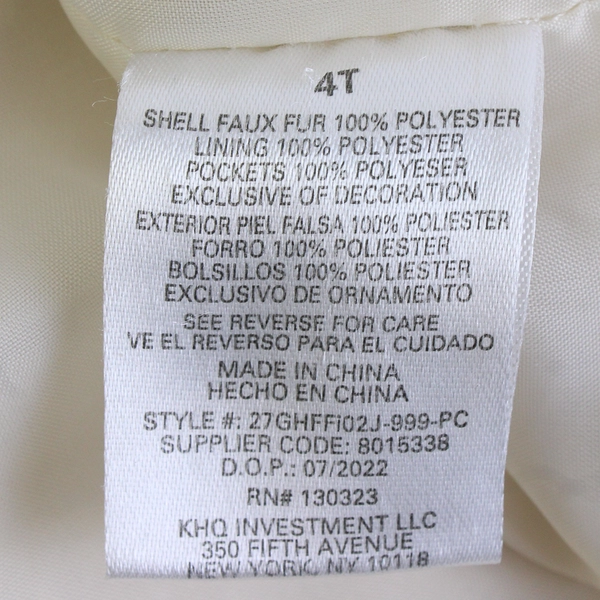 4T
SHELL FAUX FUR 100% POLYESTER
LINING 100% POLYESTER
POCKETS 100% POLYESER
EXCLUSIVE OF DECORATION
EXTERIOR PIEL FALSA 100% POLIESTER
FORRO 100% POLIESTER
BOLSILLOS 100% POLIESTER
EXCLUSIVO DE ORNAMENTO
SEE REVERSE FOR CARE
VE EL REVERSO PARA EL CUIDADO
MADE IN CHINA
HECHO EN CHINA
STYLE #: 27GHFFi02J-999-PC
SUPPLIER CODE: 8015338
D.O.P.: 07/2022
RN# 130323
KHQ INVESTMENT LLC
350 FIFTH AVENUE
NEW YORK, NY 10118